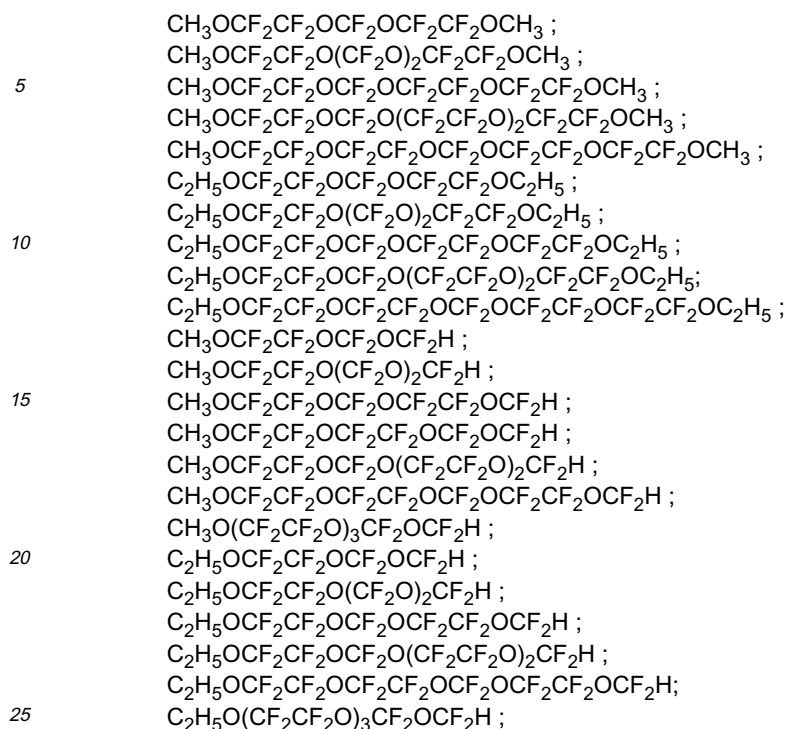 CH₃OCF₂CF₂OCF₂OCF₂CF₂OCH₃ ;
CH₃OCF₂CF₂O(CF₂O)₂CF₂CF₂OCH₃ ;
5 CH₃OCF₂CF₂OCF₂OCF₂CF₂OCF₂CF₂OCH₃ ;
CH₃OCF₂CF₂OCF₂O(CF₂CF₂O)₂CF₂CF₂OCH₃ ;
CH₃OCF₂CF₂OCF₂CF₂OCF₂OCF₂CF₂OCF₂CF₂OCH₃ ;
C₂H₅OCF₂CF₂OCF₂OCF₂CF₂OC₂H₅ ;
C₂H₅OCF₂CF₂O(CF₂O)₂CF₂CF₂OC₂H₅ ;
10 C₂H₅OCF₂CF₂OCF₂OCF₂CF₂OCF₂CF₂OC₂H₅ ;
C₂H₅OCF₂CF₂OCF₂O(CF₂CF₂O)₂CF₂CF₂OC₂H₅;
C₂H₅OCF₂CF₂OCF₂CF₂OCF₂OCF₂CF₂OCF₂CF₂OC₂H₅ ;
CH₃OCF₂CF₂OCF₂OCF₂H ;
CH₃OCF₂CF₂O(CF₂O)₂CF₂H ;
15 CH₃OCF₂CF₂OCF₂OCF₂CF₂OCF₂H ;
CH₃OCF₂CF₂OCF₂CF₂OCF₂OCF₂H ;
CH₃OCF₂CF₂OCF₂O(CF₂CF₂O)₂CF₂H ;
CH₃OCF₂CF₂OCF₂CF₂OCF₂OCF₂CF₂OCF₂H ;
CH₃O(CF₂CF₂O)₃CF₂OCF₂H ;
20 C₂H₅OCF₂CF₂OCF₂OCF₂H ;
C₂H₅OCF₂CF₂O(CF₂O)₂CF₂H ;
C₂H₅OCF₂CF₂OCF₂OCF₂CF₂OCF₂H ;
C₂H₅OCF₂CF₂OCF₂O(CF₂CF₂O)₂CF₂H ;
C₂H₅OCF₂CF₂OCF₂CF₂OCF₂OCF₂CF₂OCF₂H;
25 C₂H₅O(CF₂CF₂O)₃CF₂OCF₂H ;